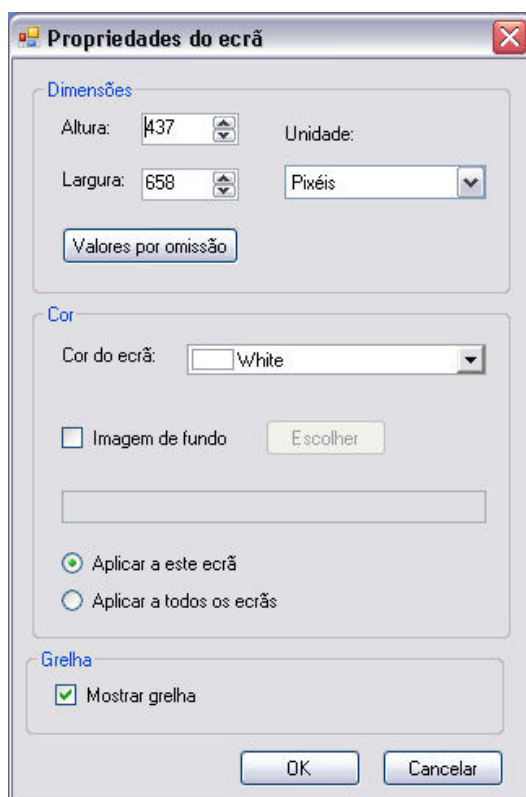 Propriedades do ecrã
Dimensões
Altura: 437
Unidade:
Largura: 658
Pixéis
Valores por omissão
Cor
Cor do ecrã: White
Imagem de fundo Escolher
Aplicar a este ecrã
Aplicar a todos os ecrãs
Grelha
Mostrar grelha
OK Cancelar